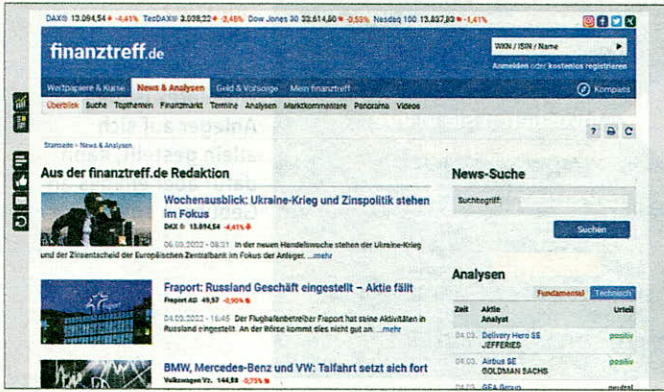 DAX® 13.094,54 -4,41% TecDAX® 3.038,22 -3,46% Dow Jones 30 33.614,80 -0,53% Nasdaq 100 13.837,83 -1,41%
finanztreff.de
WKN / ISIN / Name
Anmelden oder kostenlos registrieren
Wertpapiere & Kurse News & Analysen Geld & Vorsorge Mein finanztreff Kompass
Überblick Suche Topthemen Finanzmarkt Termine Analysen Marktkommentare Panorama Videos
Startseite > News & Analysen
Aus der finanztreff.de Redaktion
Wochenausblick: Ukraine-Krieg und Zinspolitik stehen
im Fokus
DAX ® 13.094,54 -4,41%
06.03.2022 - 08:31 In der neuen Handelswoche stehen der Ukraine-Krieg
und der Zinsentscheid der Europäischen Zentralbank im Fokus der Anleger. ...mehr
Fraport: Russland Geschäft eingestellt – Aktie fällt
Fraport AG 49,57 -0,90%
04.03.2022 - 16:45 Der Flughafenbetreiber Fraport hat seine Aktivitäten in
Russland eingestellt. An der Börse kommt dies nicht gut an. ...mehr
BMW, Mercedes-Benz und VW: Talfahrt setzt sich fort
Volkswagen Vz. 144,98 -0,75%
News-Suche
Suchbegriff:
Suchen
Analysen
Fundamental Technisch
Zeit Aktie Urteil
Analyst
04.03. Delivery Hero SE positiv
JEFFERIES
04.03. Airbus SE positiv
GOLDMAN SACHS
04.03. GEA Group neutral